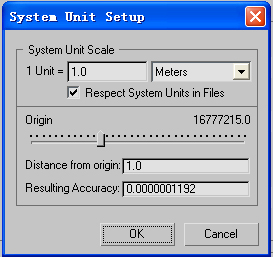 System Unit Setup
System Unit Scale
1 Unit = 1.0 Meters
Respect System Units in Files
Origin 16777215.0
Distance from origin: 1.0
Resulting Accuracy: 0.0000001192
OK Cancel